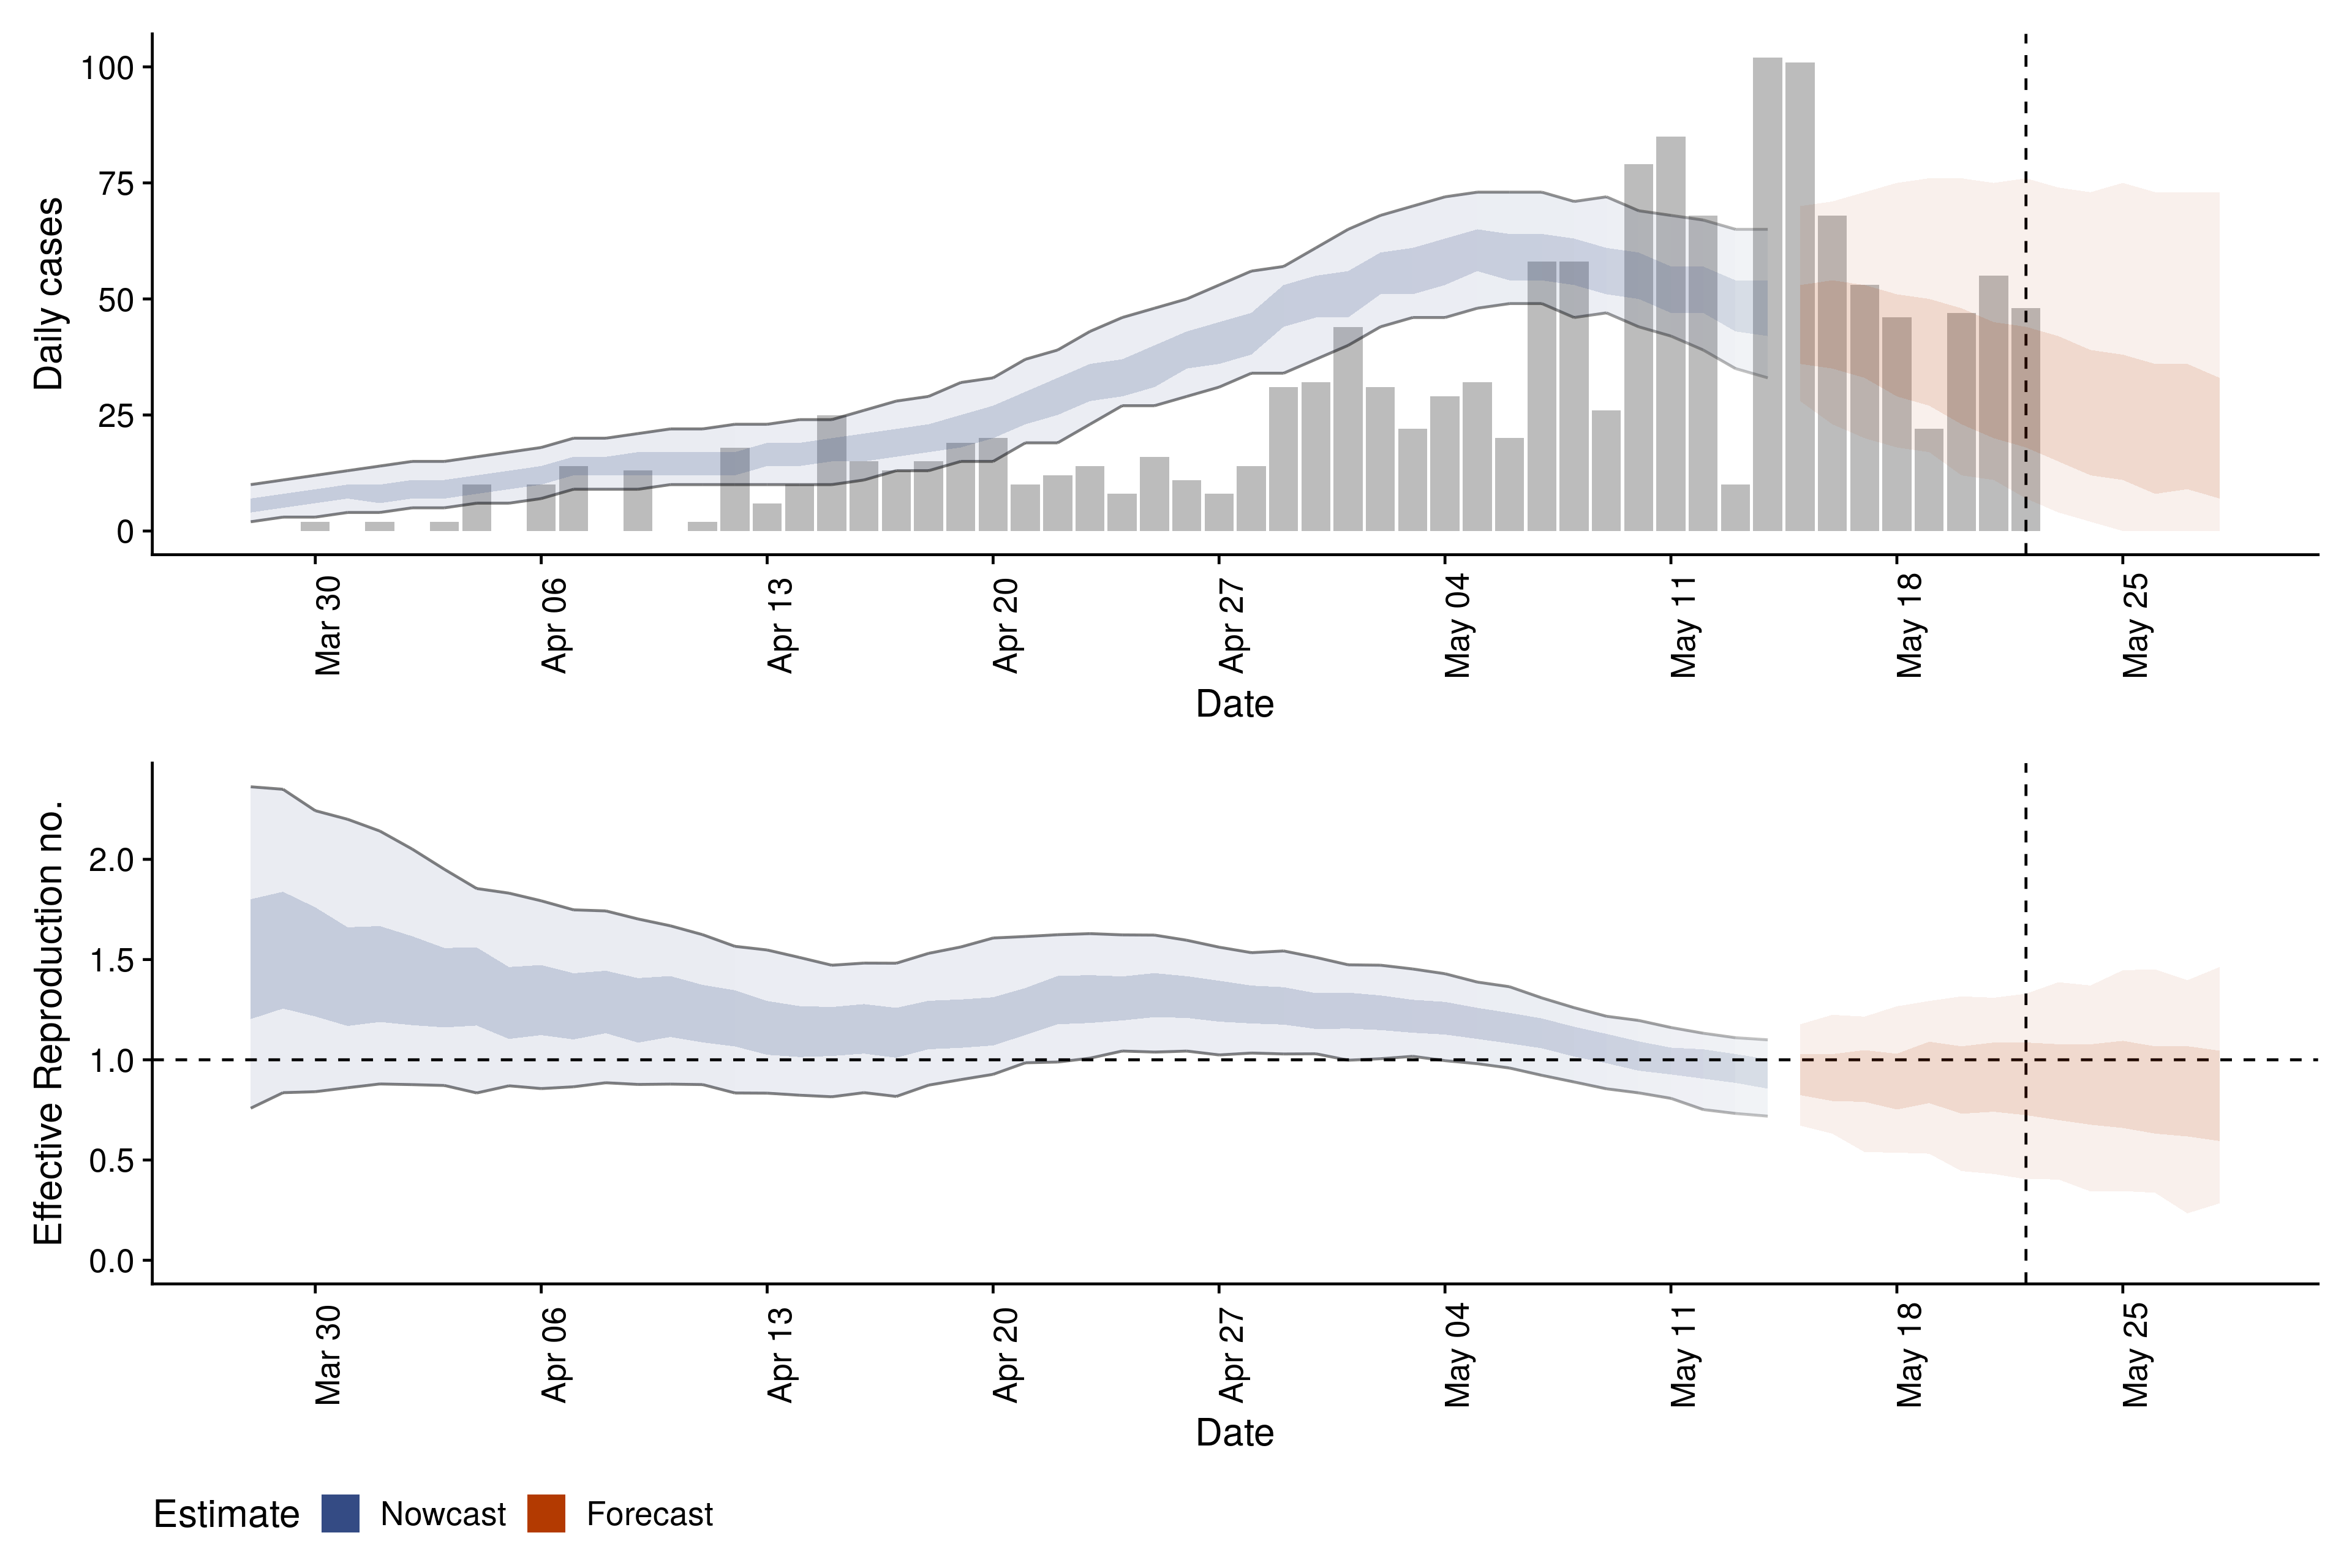 100
75
50
25
0
Daily cases
Mar 30
Apr 06
Apr 13
Apr 20
Apr 27
May 04
May 11
May 18
May 25
Date
2.0
1.5
1.0
0.5
0.0
Effective Reproduction no.
Mar 30
Apr 06
Apr 13
Apr 20
Apr 27
May 04
May 11
May 18
May 25
Date
Estimate Nowcast Forecast